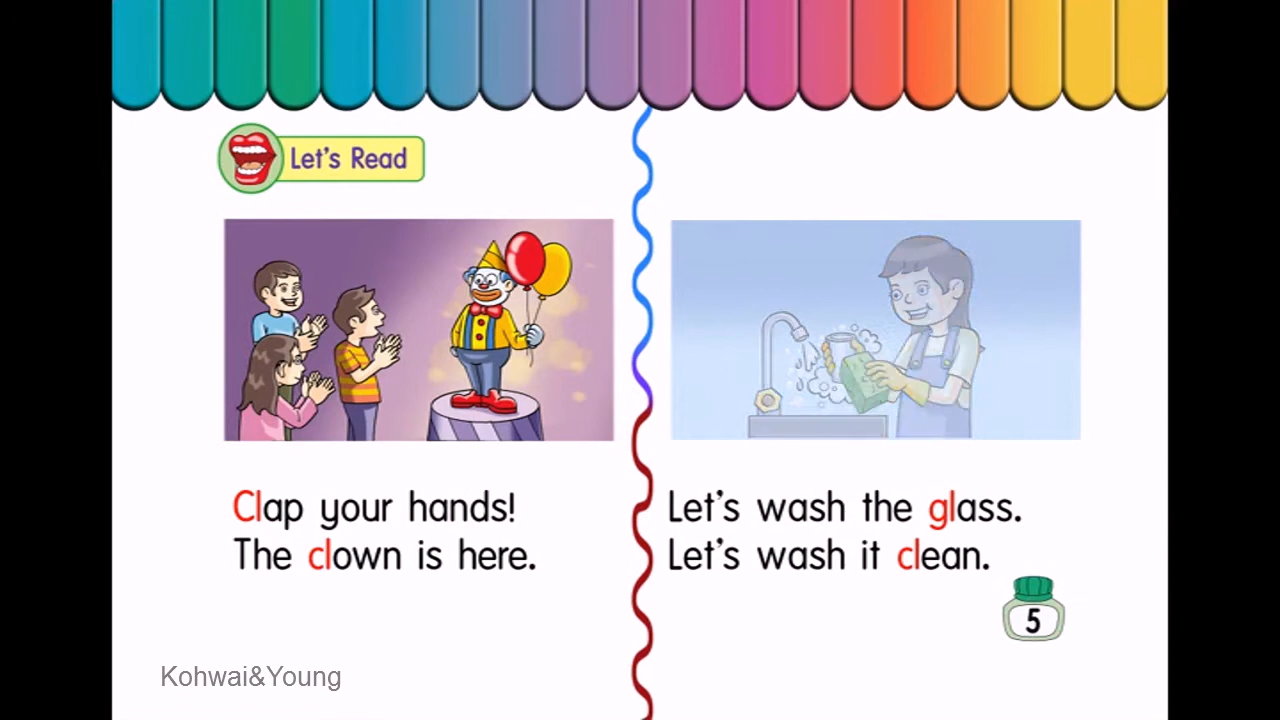 Let's Read
Clap your hands!
The clown is here.
Let's wash the glass.
Let's wash it clean.
5
Kohwai&Young